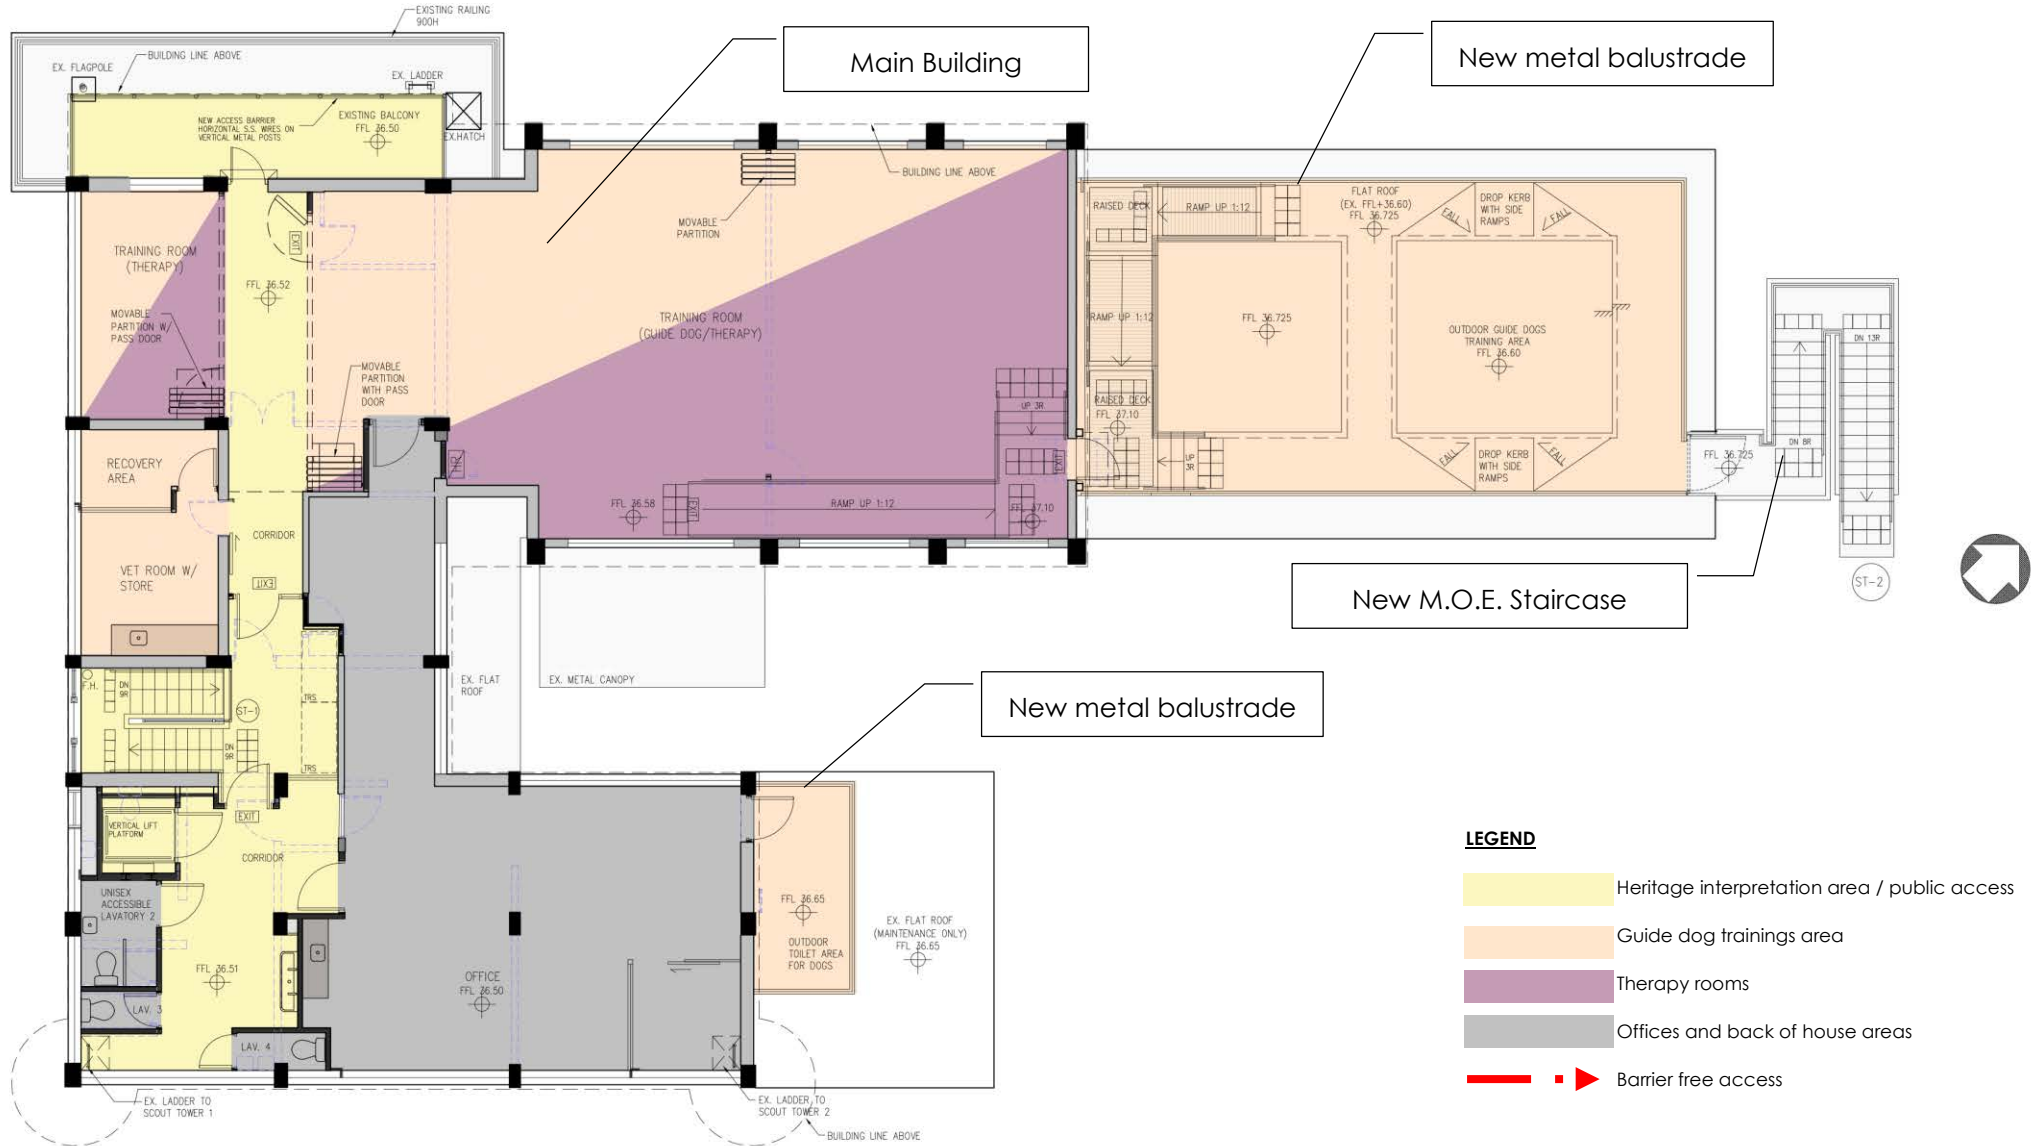 EXISTING RAILING
900H
BUILDING LINE ABOVE
EX. FLAGPOLE
EX. LADDER
NEW ACCESS BARRIER
HORIZONTAL S.S. WIRES ON
VERTICAL METAL POSTS
EXISTING BALCONY
FFL 36.50
EX.HATCH
Main Building
New metal balustrade
BUILDING LINE ABOVE
MOVABLE
PARTITION
TRAINING ROOM
(THERAPY)
EXIT
FFL 36.52
MOVABLE
PARTITION W/
PASS DOOR
MOVABLE
PARTITION
WITH PASS
DOOR
TRAINING ROOM
(GUIDE DOG/THERAPY)
RAISED DECK
RAMP UP 1:12
FLAT ROOF
(EX. FFL+36.60)
FFL 36.725
DROP KERB
WITH SIDE
RAMPS
FALL
FALL
RAMP UP 1:12
FFL 36.725
OUTDOOR GUIDE DOGS
TRAINING AREA
FFL 36.60
DN 13R
UP 3R
RAISED DECK
FFL 37.10
DN 8R
RECOVERY
AREA
EXIT
UP
3R
FALL
DROP KERB
WITH SIDE
RAMPS
FALL
FFL 36.725
FFL 36.58
EXIT
RAMP UP 1:12
FFL 37.10
CORRIDOR
VET ROOM W/
STORE
EXIT
New M.O.E. Staircase
ST-2
F.H.
DN
9R
ST-1
TRS
EX. FLAT
ROOF
EX. METAL CANOPY
New metal balustrade
DN
9R
TRS
VERTICAL LIFT
PLATFORM
EXIT
CORRIDOR
UNISEX
ACCESSIBLE
LAVATORY 2
FFL 36.65
OUTDOOR
TOILET AREA
FOR DOGS
EX. FLAT ROOF
(MAINTENANCE ONLY)
FFL 36.65
FFL 36.51
OFFICE
FFL 36.50
LAV. 3
LAV. 4
EX. LADDER TO
SCOUT TOWER 1
EX. LADDER TO
SCOUT TOWER 2
BUILDING LINE ABOVE
LEGEND
Heritage interpretation area / public access
Guide dog trainings area
Therapy rooms
Offices and back of house areas
Barrier free access